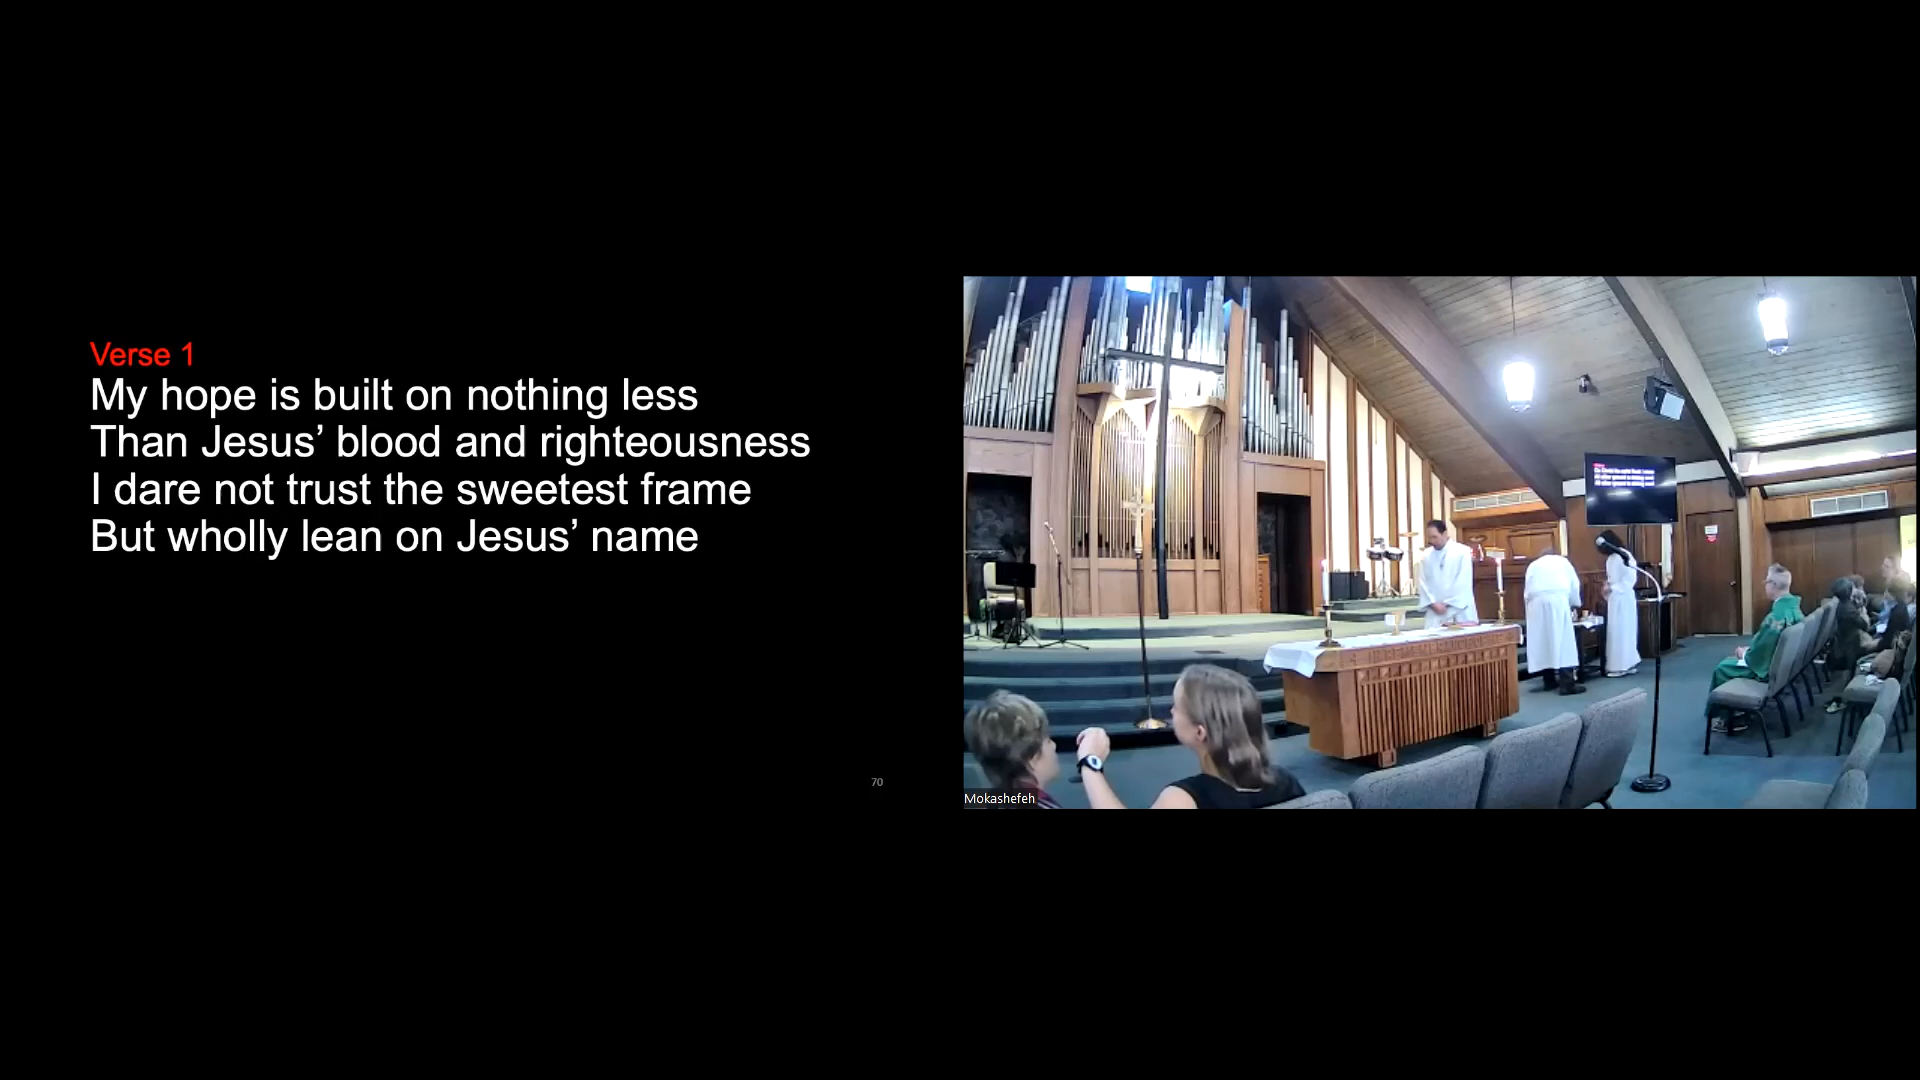 Verse 1
My hope is built on nothing less
Than Jesus’ blood and righteousness
I dare not trust the sweetest frame
But wholly lean on Jesus’ name
70
Mokashefeh